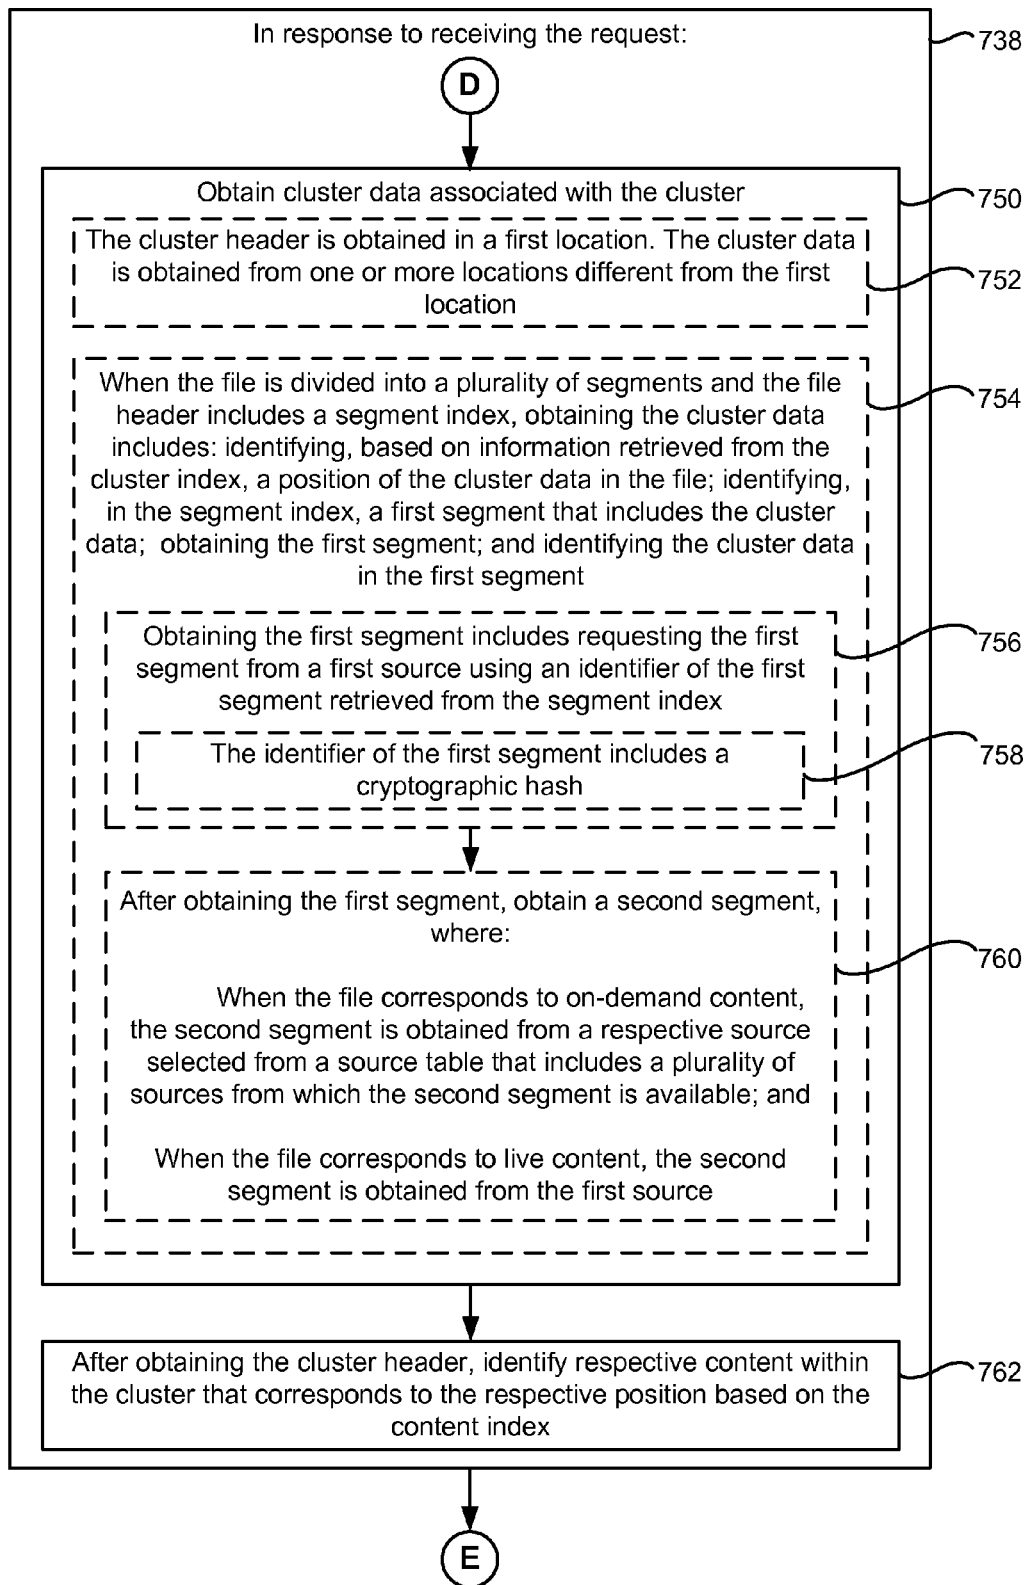 In response to receiving the request:
738
D
Obtain cluster data associated with the cluster
750
The cluster header is obtained in a first location. The cluster data
is obtained from one or more locations different from the first
location
752
When the file is divided into a plurality of segments and the file
header includes a segment index, obtaining the cluster data
includes: identifying, based on information retrieved from the
cluster index, a position of the cluster data in the file; identifying,
in the segment index, a first segment that includes the cluster
data; obtaining the first segment; and identifying the cluster data
in the first segment
754
Obtaining the first segment includes requesting the first
segment from a first source using an identifier of the first
segment retrieved from the segment index
756
The identifier of the first segment includes a
cryptographic hash
758
After obtaining the first segment, obtain a second segment,
where:
When the file corresponds to on-demand content,
the second segment is obtained from a respective source
selected from a source table that includes a plurality of
sources from which the second segment is available; and
When the file corresponds to live content, the second
segment is obtained from the first source
760
After obtaining the cluster header, identify respective content within
the cluster that corresponds to the respective position based on the
content index
762
E